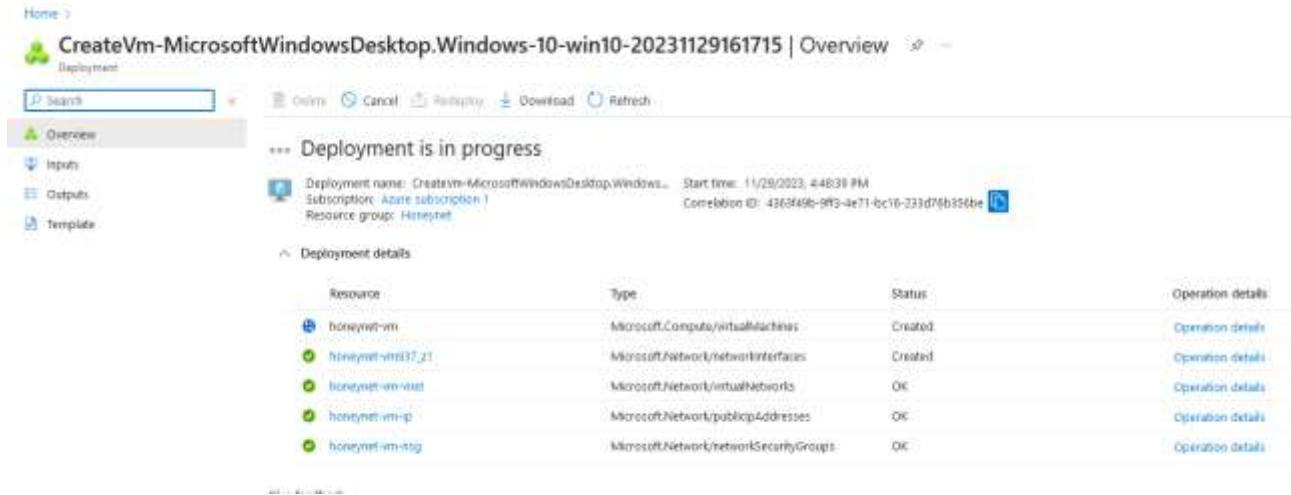 Home >
CreateVm-MicrosoftWindowsDesktop.Windows-10-win10-20231129161715 | Overview
Deployment
Search
Delete Cancel Redeploy Download Refresh
Overview
Inputs
Outputs
Template
Deployment is in progress
Deployment name: CreateVm-MicrosoftWindowsDesktop.Windows... Start time: 11/29/2023, 4:48:39 PM
Subscription: Azure subscription 1 Correlation ID:
Resource group: Honeynet
Deployment details
Resource Type Status Operation details
honeynet-vm Microsoft.Compute/virtualMachines Created Operation details
Microsoft.Network/networkInterfaces Created Operation details
honeynet-vm-vnet Microsoft.Network/virtualNetworks OK Operation details
honeynet-vm-ip Microsoft.Network/publicIpAddresses OK Operation details
honeynet-vm-nsg Microsoft.Network/networkSecurityGroups OK Operation details